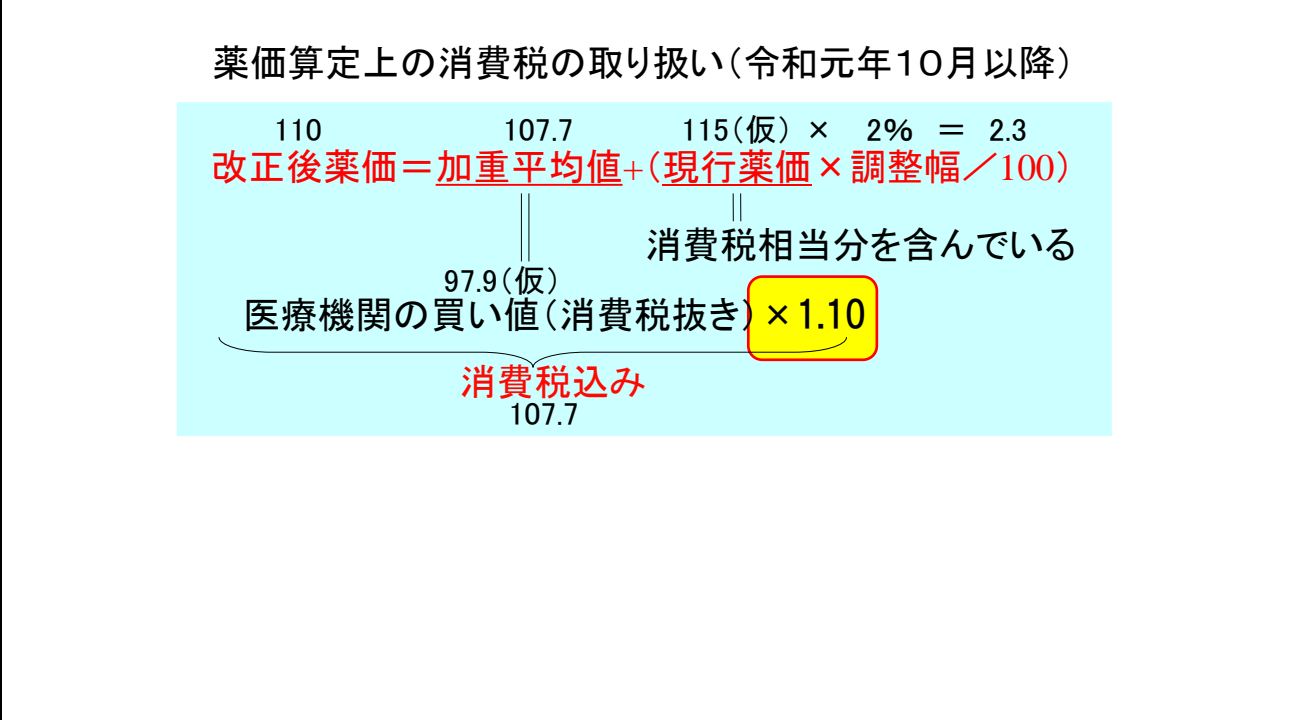 薬価算定上の消費税の取り扱い（令和元年１０月以降）
110 107.7 115（仮） × 2% ＝ 2.3
改正後薬価＝加重平均値+（現行薬価×調整幅／100）
消費税相当分を含んでいる
97.9（仮）
医療機関の買い値（消費税抜き）×1.10
消費税込み
107.7